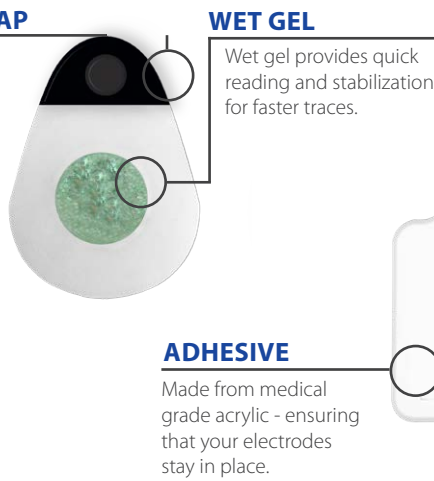 AP
WET GEL
Wet gel provides quick
reading and stabilization
for faster traces.
ADHESIVE
Made from medical
grade acrylic - ensuring
that your electrodes
stay in place.